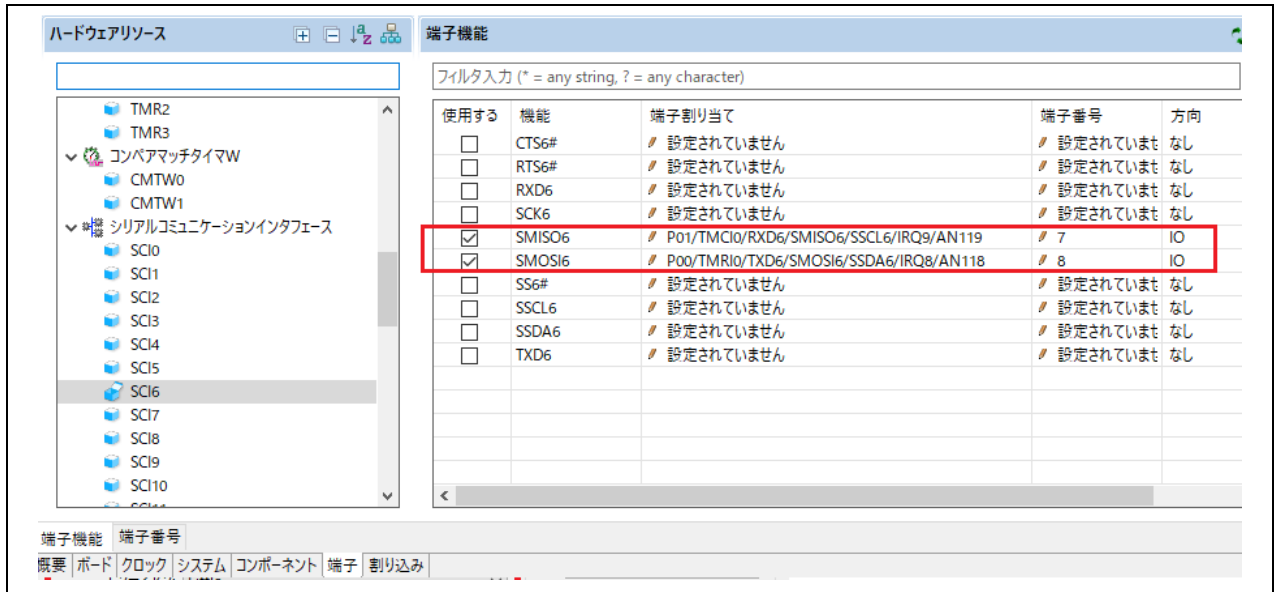 ハードウェアリソース
端子機能
フィルタ入力 (* = any string, ? = any character)
TMR2
TMR3
コンペアマッチタイマW
CMTW0
CMTW1
シリアルコミュニケーションインタフェース
SCI0
SCI1
SCI2
SCI3
SCI4
SCI5
SCI6
SCI7
SCI8
SCI9
SCI10
使用する 機能 端子割り当て 端子番号 方向
CTS6# 設定されていません 設定されていませ なし
RTS6# 設定されていません 設定されていませ なし
RXD6 設定されていません 設定されていませ なし
SCK6 設定されていません 設定されていませ なし
SMISO6 P01/TMCI0/RXD6/SMISO6/SSCL6/IRQ9/AN119 7 IO
SMOSI6 P00/TMRI0/TXD6/SMOSI6/SSDA6/IRQ8/AN118 8 IO
SS6# 設定されていません 設定されていませ なし
SSCL6 設定されていません 設定されていませ なし
SSDA6 設定されていません 設定されていませ なし
TXD6 設定されていません 設定されていませ なし
端子機能 端子番号
概要 ボード クロック システム コンポーネント 端子 割り込み